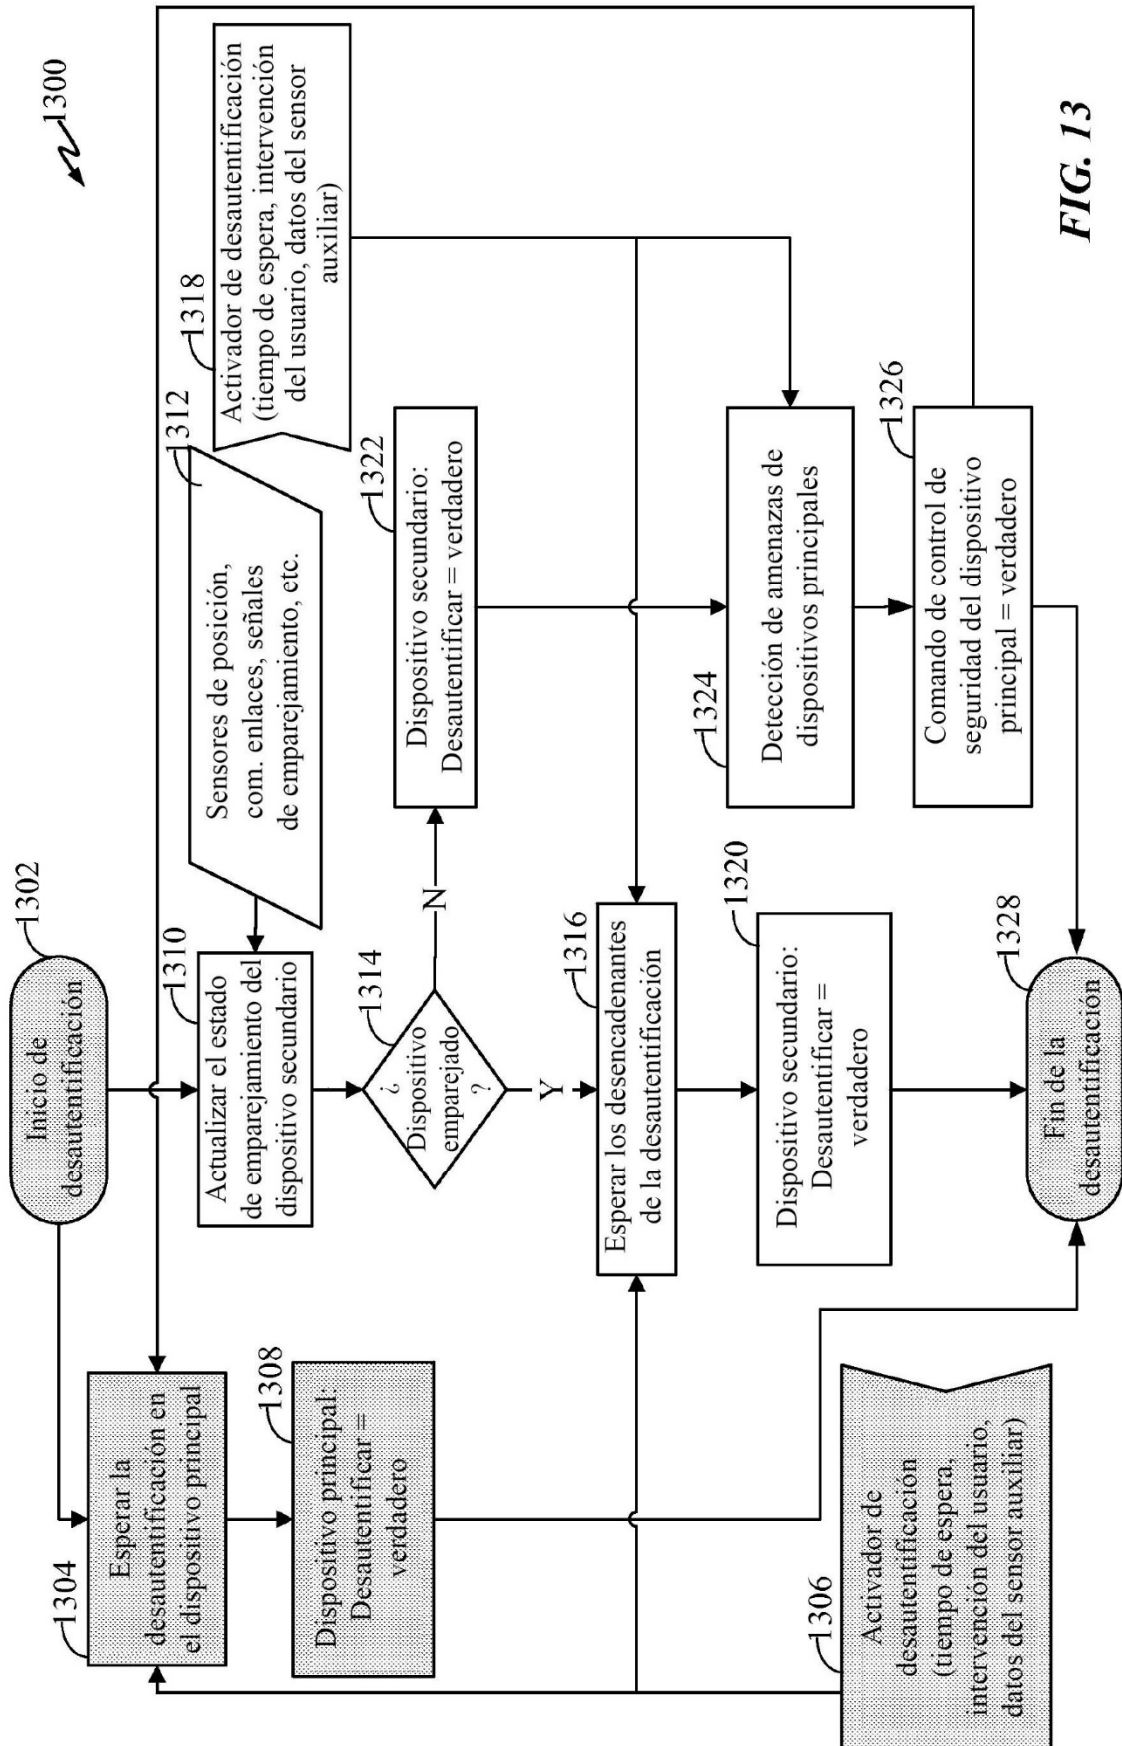 1300
1302
Inicio de
desautentificación
1304
Esperar la
desautentificación en
el dispositivo principal
1310
Actualizar el estado
de emparejamiento del
dispositivo secundario
1312
Sensores de posición,
com. enlaces, señales
de emparejamiento, etc.
1318
Activador de desautentificación
(tiempo de espera, intervención
del usuario, datos del sensor
auxiliar)
1308
Dispositivo principal:
Desautentificar =
verdadero
1314
¿
Dispositivo
emparejado
?
N
Y
1322
Dispositivo secundario:
Desautentificar = verdadero
1316
Esperar los desencadenantes
de la desautentificación
1320
Dispositivo secundario:
Desautentificar =
verdadero
1324
Detección de amenazas de
dispositivos principales
1306
Activador de
desautentificación
(tiempo de espera,
intervención del usuario,
datos del sensor auxiliar)
1326
Comando de control de
seguridad del dispositivo
principal = verdadero
1328
Fin de la
desautentificación
FIG. 13